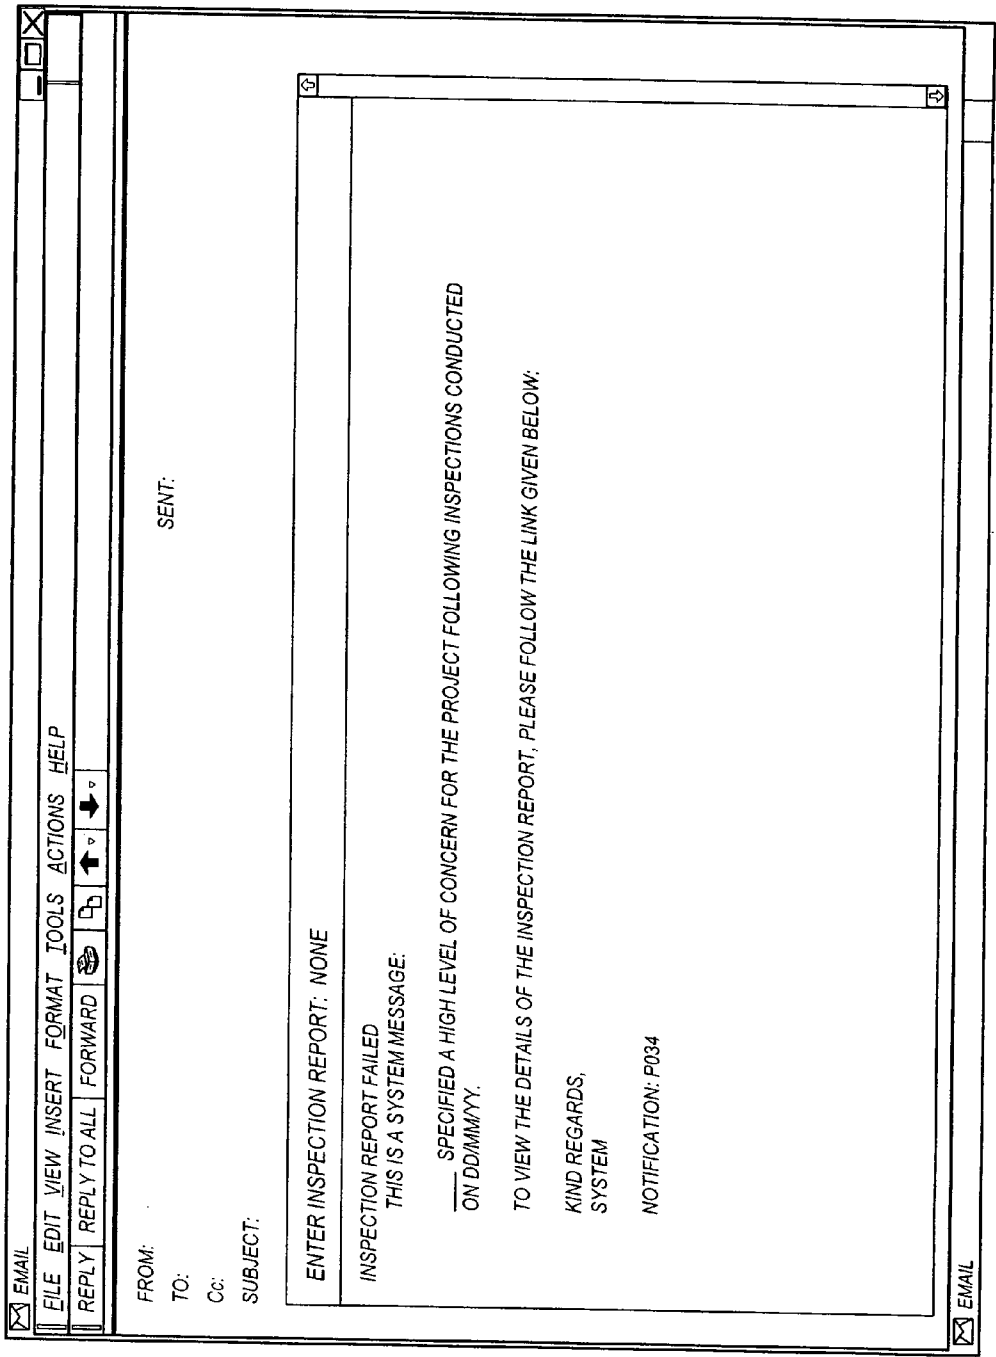 EMAIL
FILE EDIT VIEW INSERT FORMAT TOOLS ACTIONS HELP
REPLY REPLY TO ALL FORWARD
FROM:
SENT:
TO:
Cc:
SUBJECT:
ENTER INSPECTION REPORT: NONE
INSPECTION REPORT FAILED
THIS IS A SYSTEM MESSAGE:
___ SPECIFIED A HIGH LEVEL OF CONCERN FOR THE PROJECT FOLLOWING INSPECTIONS CONDUCTED
ON DD/MM/YY.
TO VIEW THE DETAILS OF THE INSPECTION REPORT, PLEASE FOLLOW THE LINK GIVEN BELOW:
KIND REGARDS,
SYSTEM
NOTIFICATION: P034
EMAIL